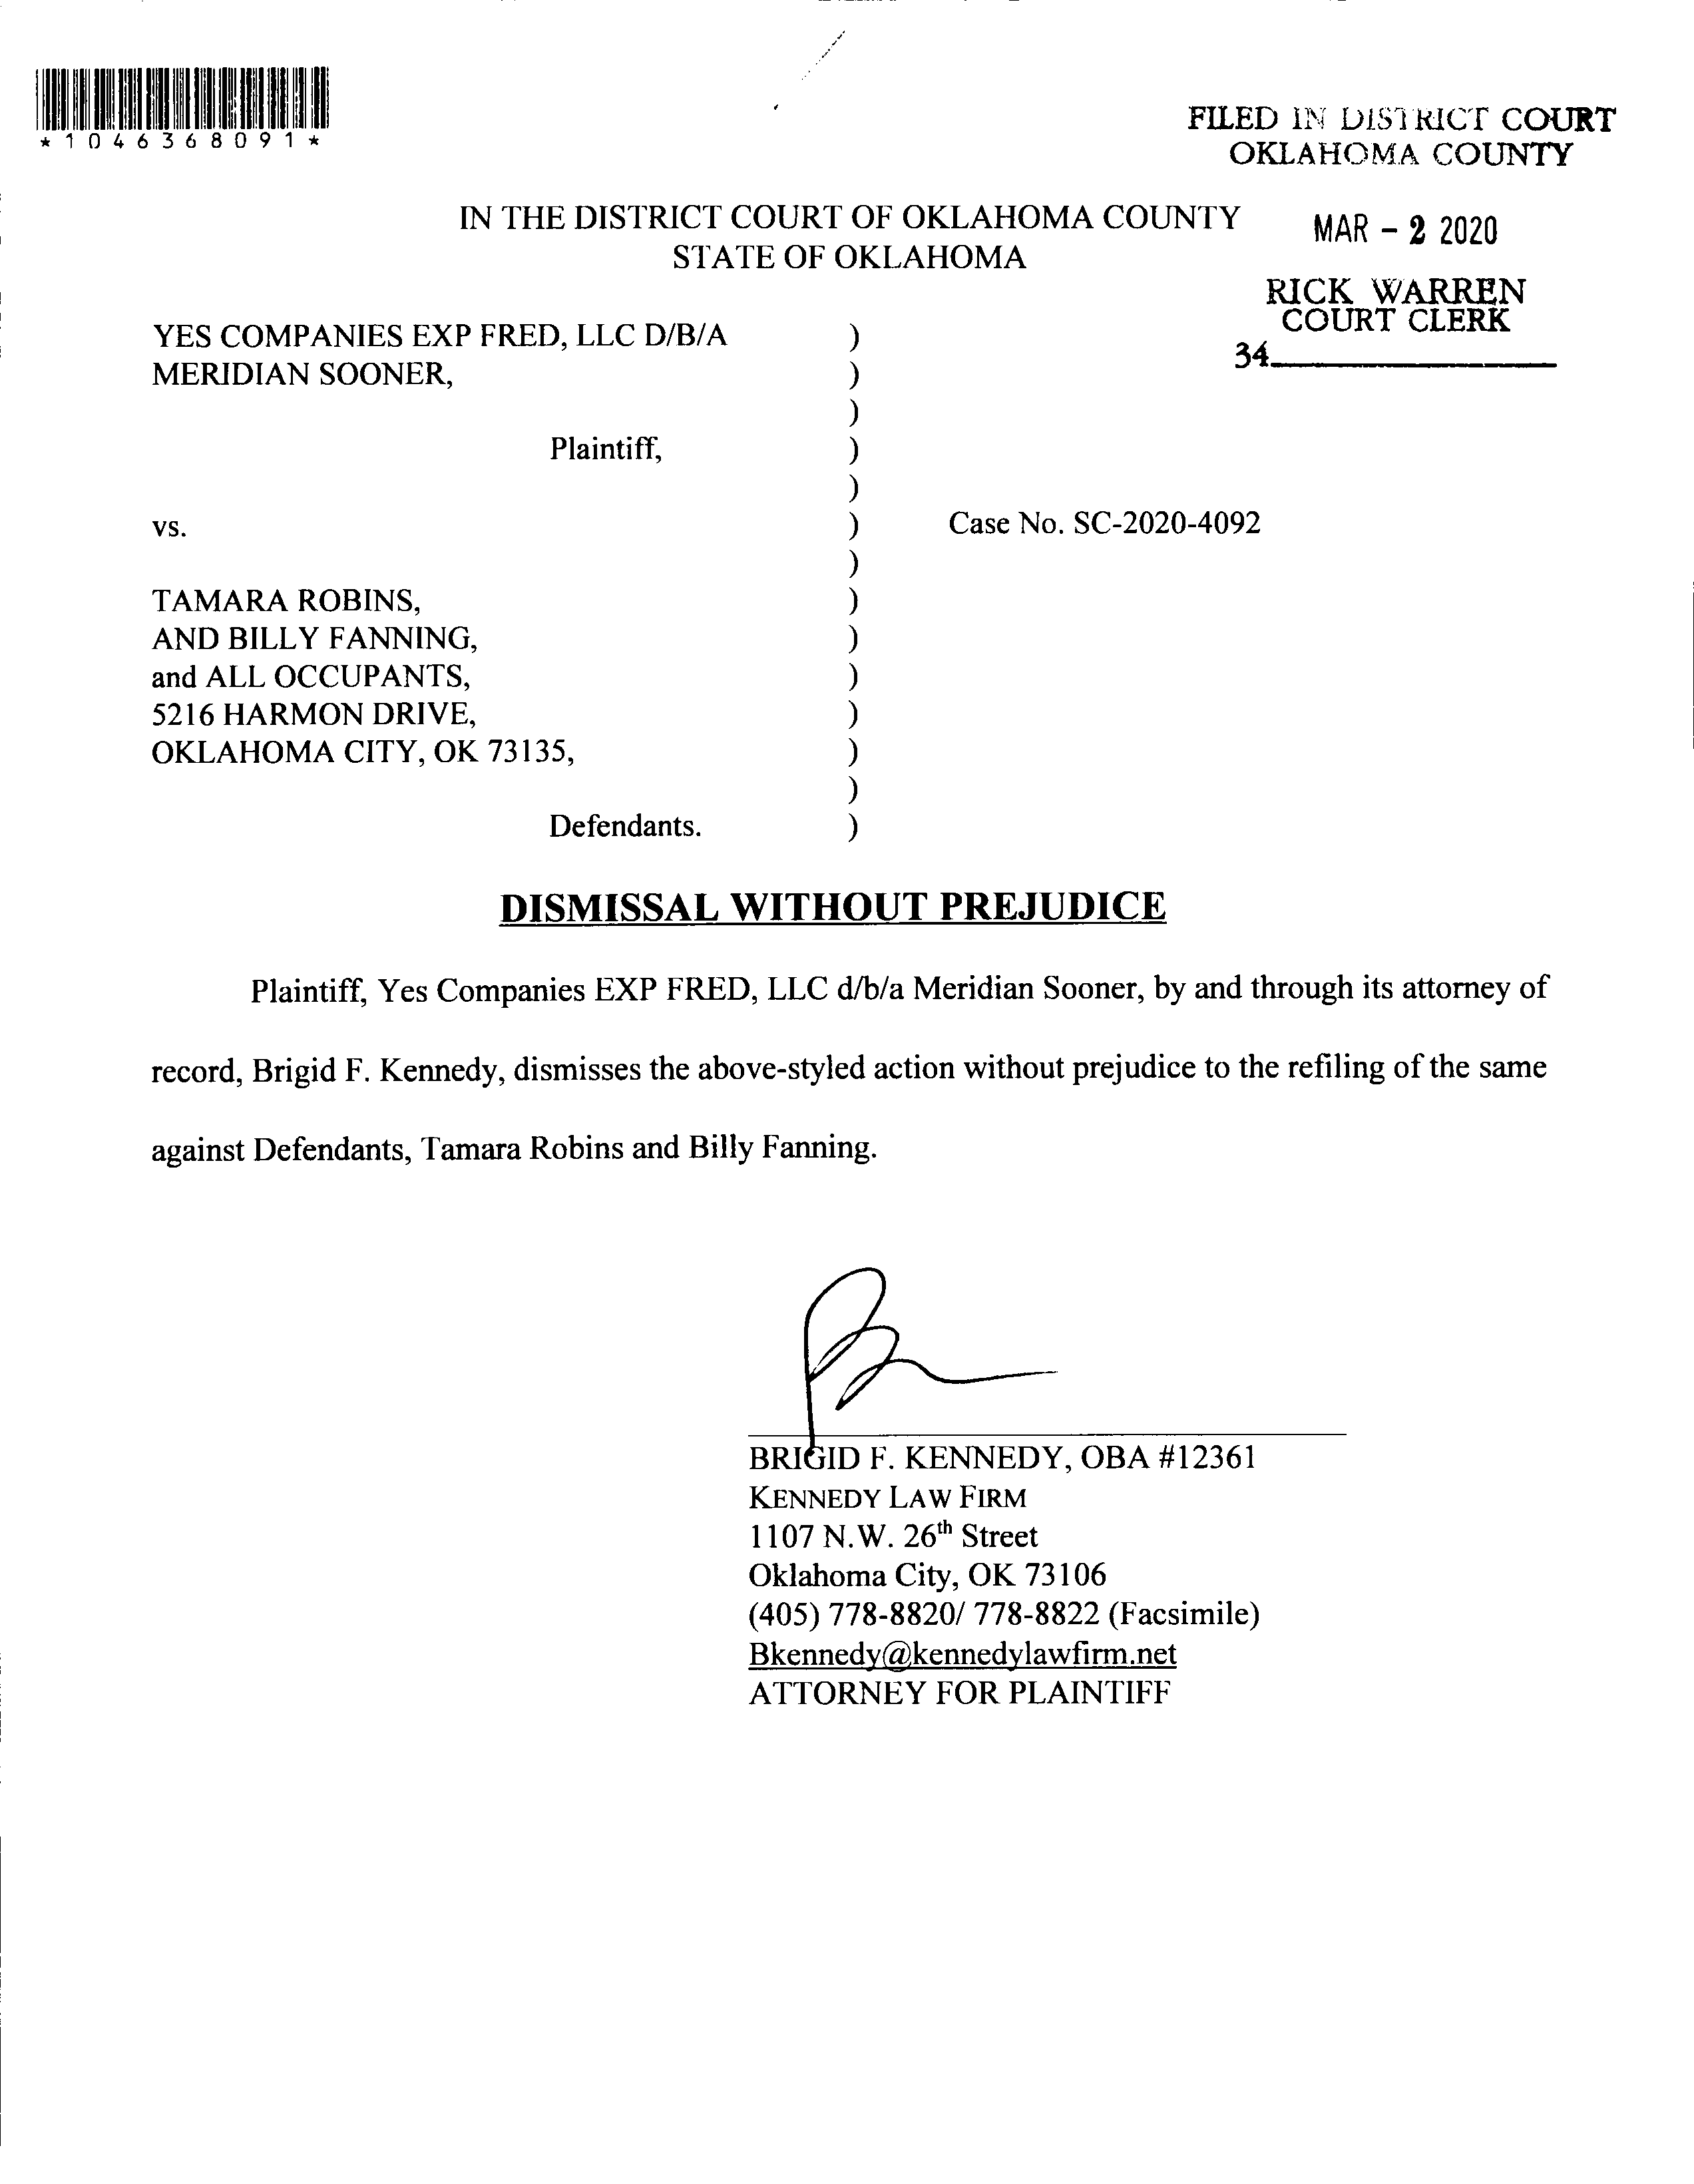 *1046368091*
FILED IN DISTRICT COURT
OKLAHOMA COUNTY
MAR - 2 2020
RICK WARREN
COURT CLERK
34
IN THE DISTRICT COURT OF OKLAHOMA COUNTY
STATE OF OKLAHOMA
YES COMPANIES EXP FRED, LLC D/B/A )
MERIDIAN SOONER, )
)
Plaintiff, )
)
vs. ) Case No. SC-2020-4092
)
TAMARA ROBINS, )
AND BILLY FANNING, )
and ALL OCCUPANTS, )
5216 HARMON DRIVE, )
OKLAHOMA CITY, OK 73135, )
)
Defendants. )
DISMISSAL WITHOUT PREJUDICE
Plaintiff, Yes Companies EXP FRED, LLC d/b/a Meridian Sooner, by and through its attorney of
record, Brigid F. Kennedy, dismisses the above-styled action without prejudice to the refiling of the same
against Defendants, Tamara Robins and Billy Fanning.
BRIGID F. KENNEDY, OBA #12361
KENNEDY LAW FIRM
1107 N.W. 26th Street
Oklahoma City, OK 73106
(405) 778-8820/ 778-8822 (Facsimile)
Bkennedy@kennedylawfirm.net
ATTORNEY FOR PLAINTIFF